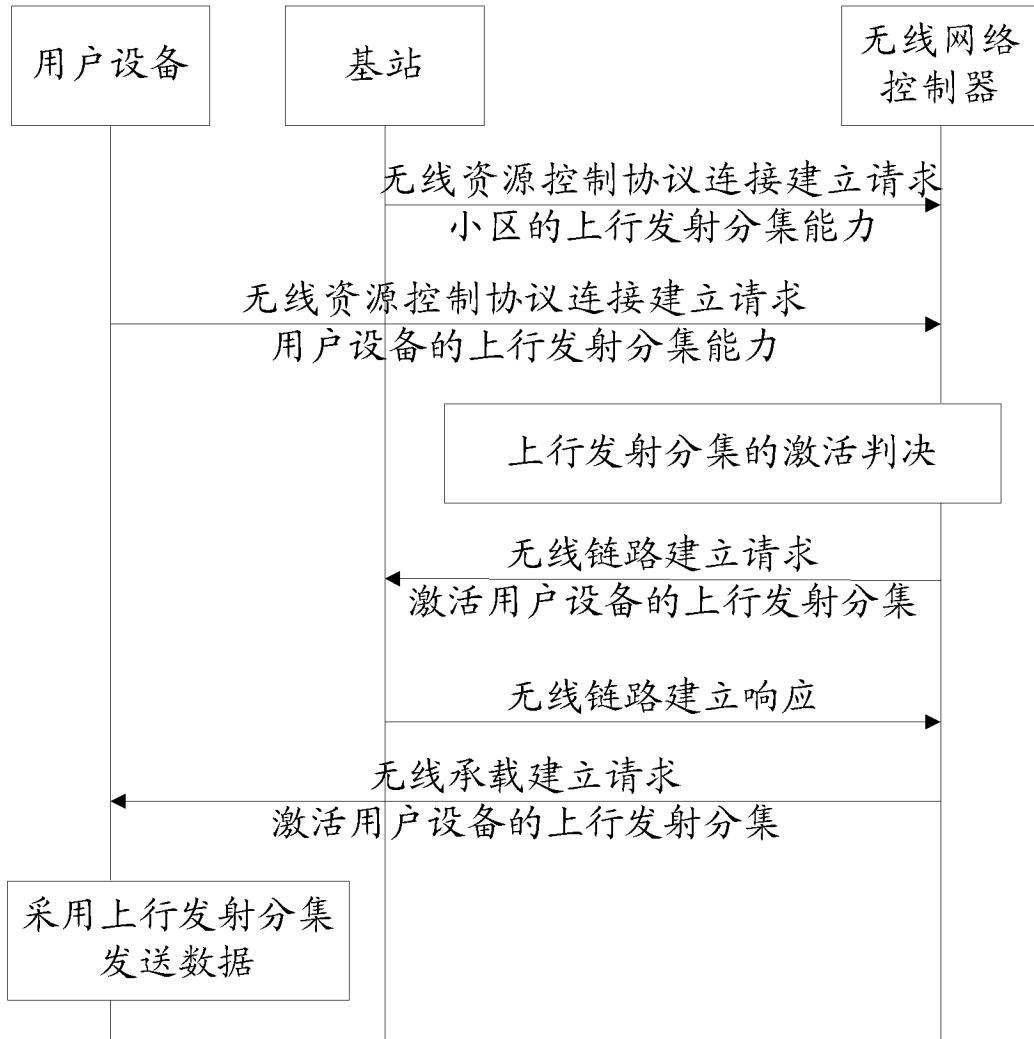 用户设备
基站
无线网络
控制器
无线资源控制协议连接建立请求
小区的上行发射分集能力
无线资源控制协议连接建立请求
用户设备的上行发射分集能力
上行发射分集的激活判决
无线链路建立请求
激活用户设备的上行发射分集
无线链路建立响应
无线承载建立请求
激活用户设备的上行发射分集
采用上行发射分集
发送数据